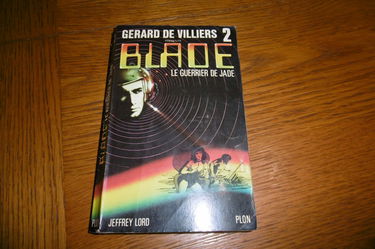 GERARD DE VILLIERS 2
BLADE
LE GUERRIER DE JADE
JEFFREY LORD PLON